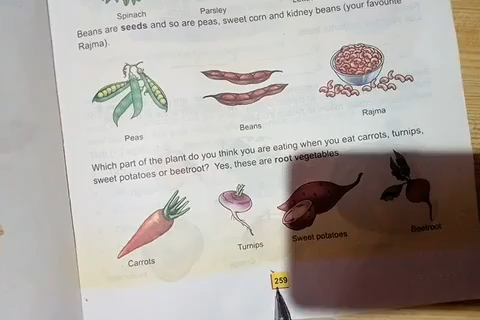 Spinach Parsley
Beans are seeds and so are peas, sweet corn and kidney beans (your favourite
Rajma).
Peas Beans Rajma
Which part of the plant do you think you are eating when you eat carrots, turnips,
sweet potatoes or beetroot? Yes, these are root vegetables.
Carrots Turnips Sweet potatoes Beetroot
259